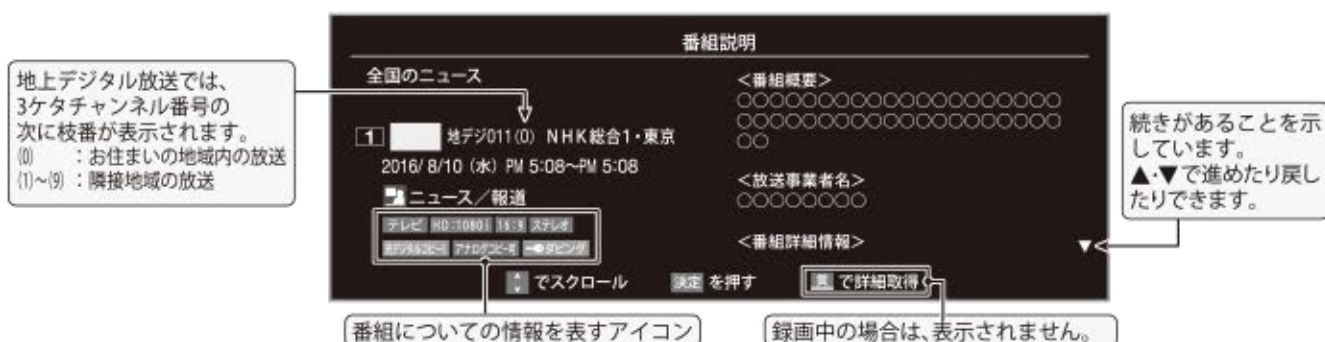 番組説明
地上デジタル放送では、
3ケタチャンネル番号の
次に枝番が表示されます。
(0) ：お住まいの地域内の放送
(1)~(9) ：隣接地域の放送
全国のニュース
1 地デジ011(0) NHK総合1・東京
2016/ 8/10 (水) PM 5:08~PM 5:08
ニュース／報道
テレビ HD:1080i 16:9 ステレオ
アナログコピー可 ダビング
<番組概要>
○○○○○○○○○○○○○○○○○○○○
○○○○○○○○○○○○○○○○○○○○
○○
<放送事業者名>
○○○○○○○○
<番組詳細情報>
▼
続きがあることを示
しています。
▲・▼で進めたり戻し
たりできます。
でスクロール 決定 を押す で詳細取得
番組についての情報を表すアイコン
録画中の場合は、表示されません。